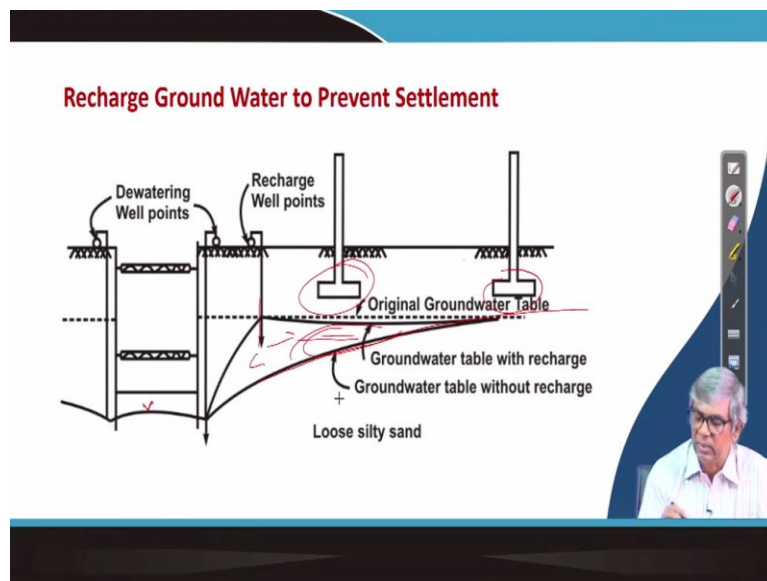 Recharge Ground Water to Prevent Settlement
Dewatering
Well points
Recharge
Well points
Original Groundwater Table
Groundwater table with recharge
Groundwater table without recharge
Loose silty sand